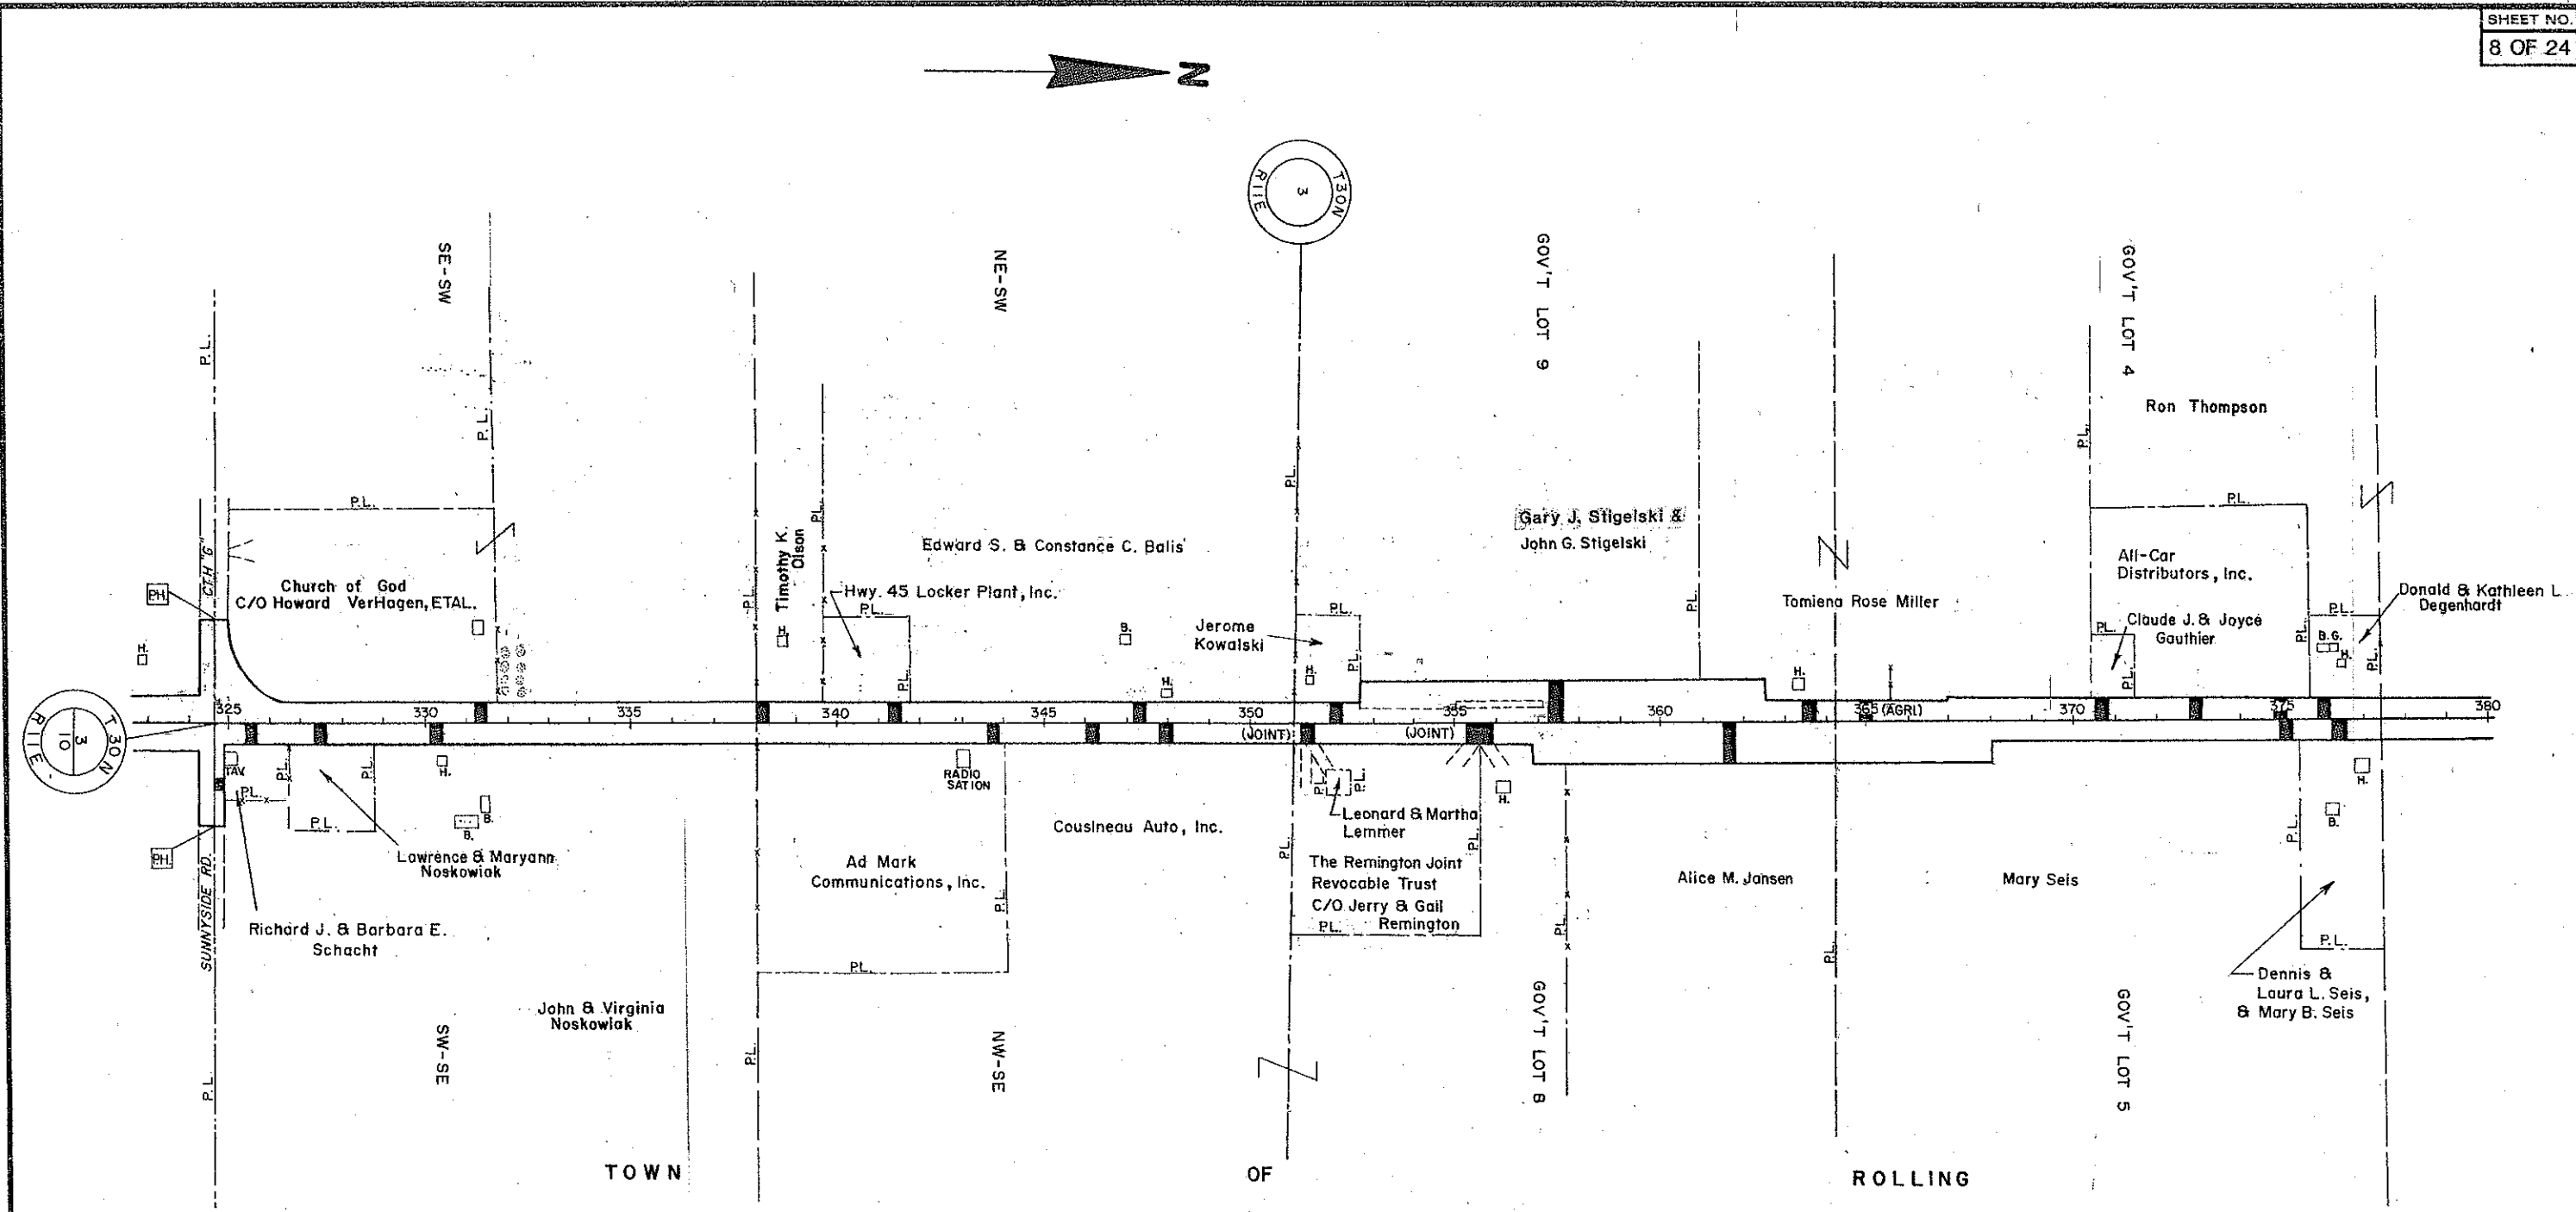 SHEET NO.
8 OF 24
N
T30N
3
R11E
SE-SW
NE-SW
GOV'T LOT 9
GOV'T LOT 4
P.L.
P.L.
P.L.
P.L.
P.L.
P.L.
P.L.
P.L.
Ron Thompson
CTH "G"
PH.
H.
Church of God
C/O Howard VerHagen, ETAL.
Timothy K.
Olson
H.
Edward S. & Constance C. Balis
Hwy. 45 Locker Plant, Inc.
P.L.
P.L.
B.
H.
Jerome
Kowalski
P.L.
P.L.
H.
Gary J. Stigelski &
John G. Stigelski
P.L.
Tamiena Rose Miller
H.
All-Car
Distributors, Inc.
P.L.
Claude J. & Joyce
Gauthier
P.L.
P.L.
P.L.
B.G.
H.
P.L.
Donald & Kathleen L.
Degenhardt
325
330
335
340
345
350
355
360
365 (AGRL)
370
375
380
(JOINT)
(JOINT)
T30N
3
10
R11E
TAV.
P.L.
P.L.
P.L.
P.L.
H.
B.
B.
PH.
SUNNYSIDE RD.
P.L.
Lawrence & Maryann
Noskowiak
Richard J. & Barbara E.
Schacht
RADIO
SATION
Ad Mark
Communications, Inc.
P.L.
P.L.
P.L.
Cousineau Auto, Inc.
P.L.
P.L.
P.L.
Leonard & Martha
Lemmer
The Remington Joint
Revocable Trust
C/O Jerry & Gail
Remington
P.L.
P.L.
H.
P.L.
Alice M. Jansen
P.L.
Mary Seis
P.L.
P.L.
H.
B.
Dennis &
Laura L. Seis,
& Mary B. Seis
John & Virginia
Noskowiak
SW-SE
NW-SE
GOV'T LOT 8
GOV'T LOT 5
TOWN OF ROLLING